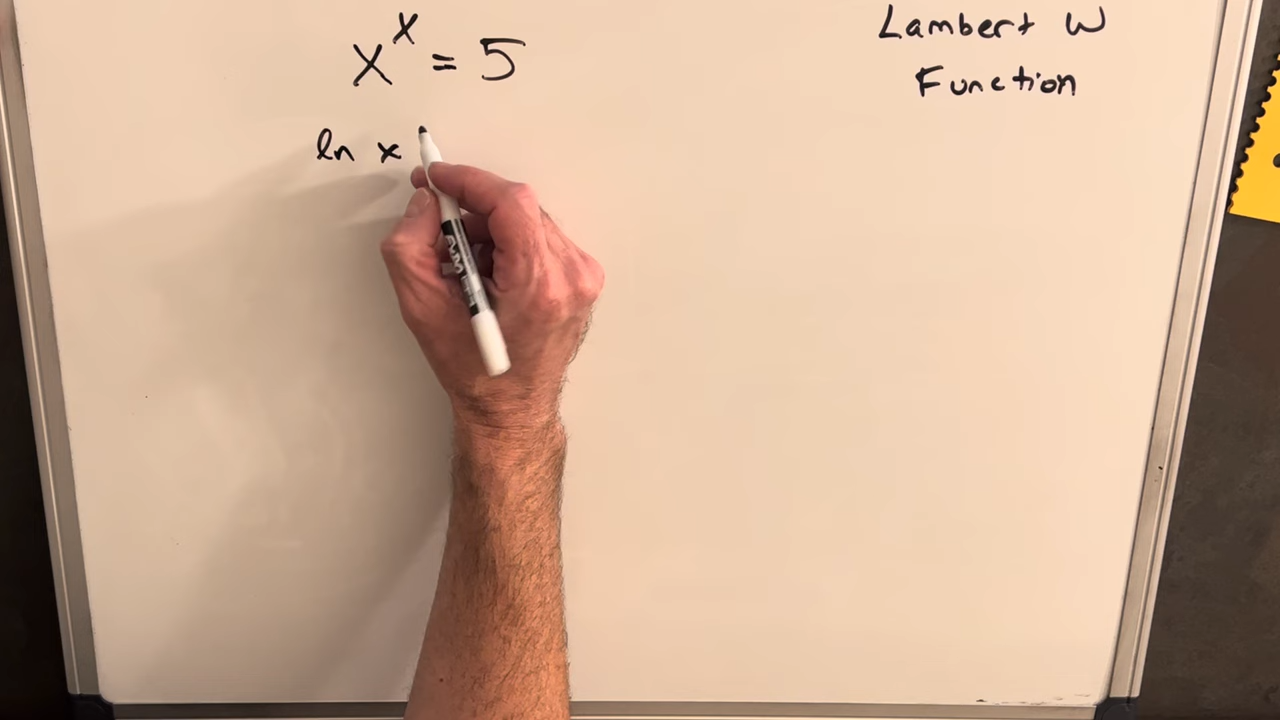 x^x = 5
ln x
Lambert W
Function